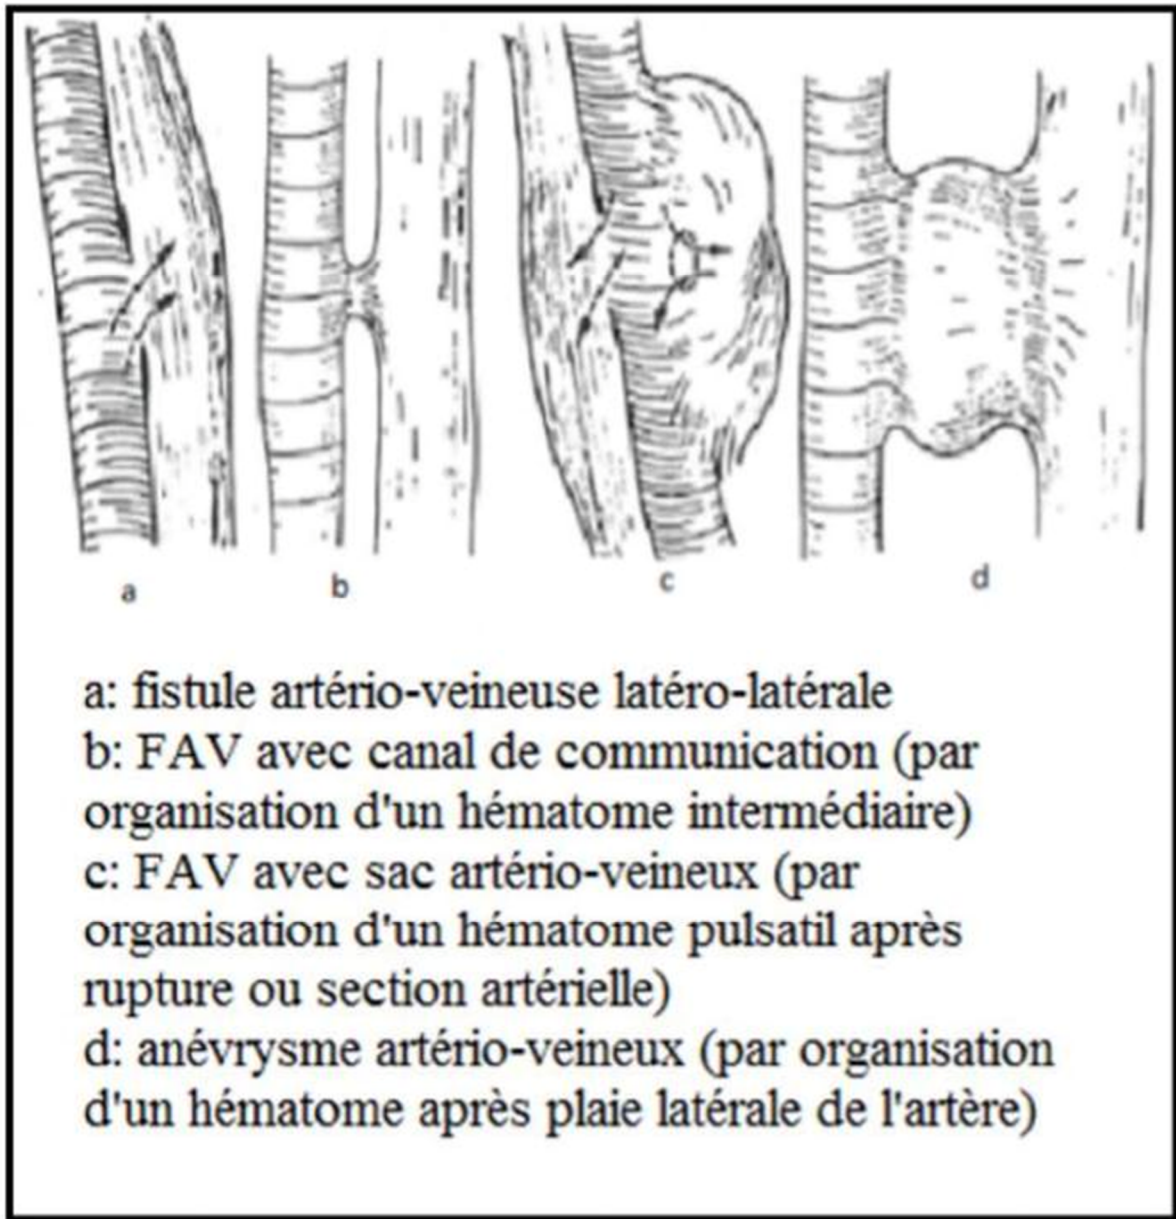 a b c d
a: fistule artério-veineuse latéro-latérale
b: FAV avec canal de communication (par
organisation d'un hématome intermédiaire)
c: FAV avec sac artério-veineux (par
organisation d'un hématome pulsatil après
rupture ou section artérielle)
d: anévrysme artério-veineux (par organisation
d'un hématome après plaie latérale de l'artère)